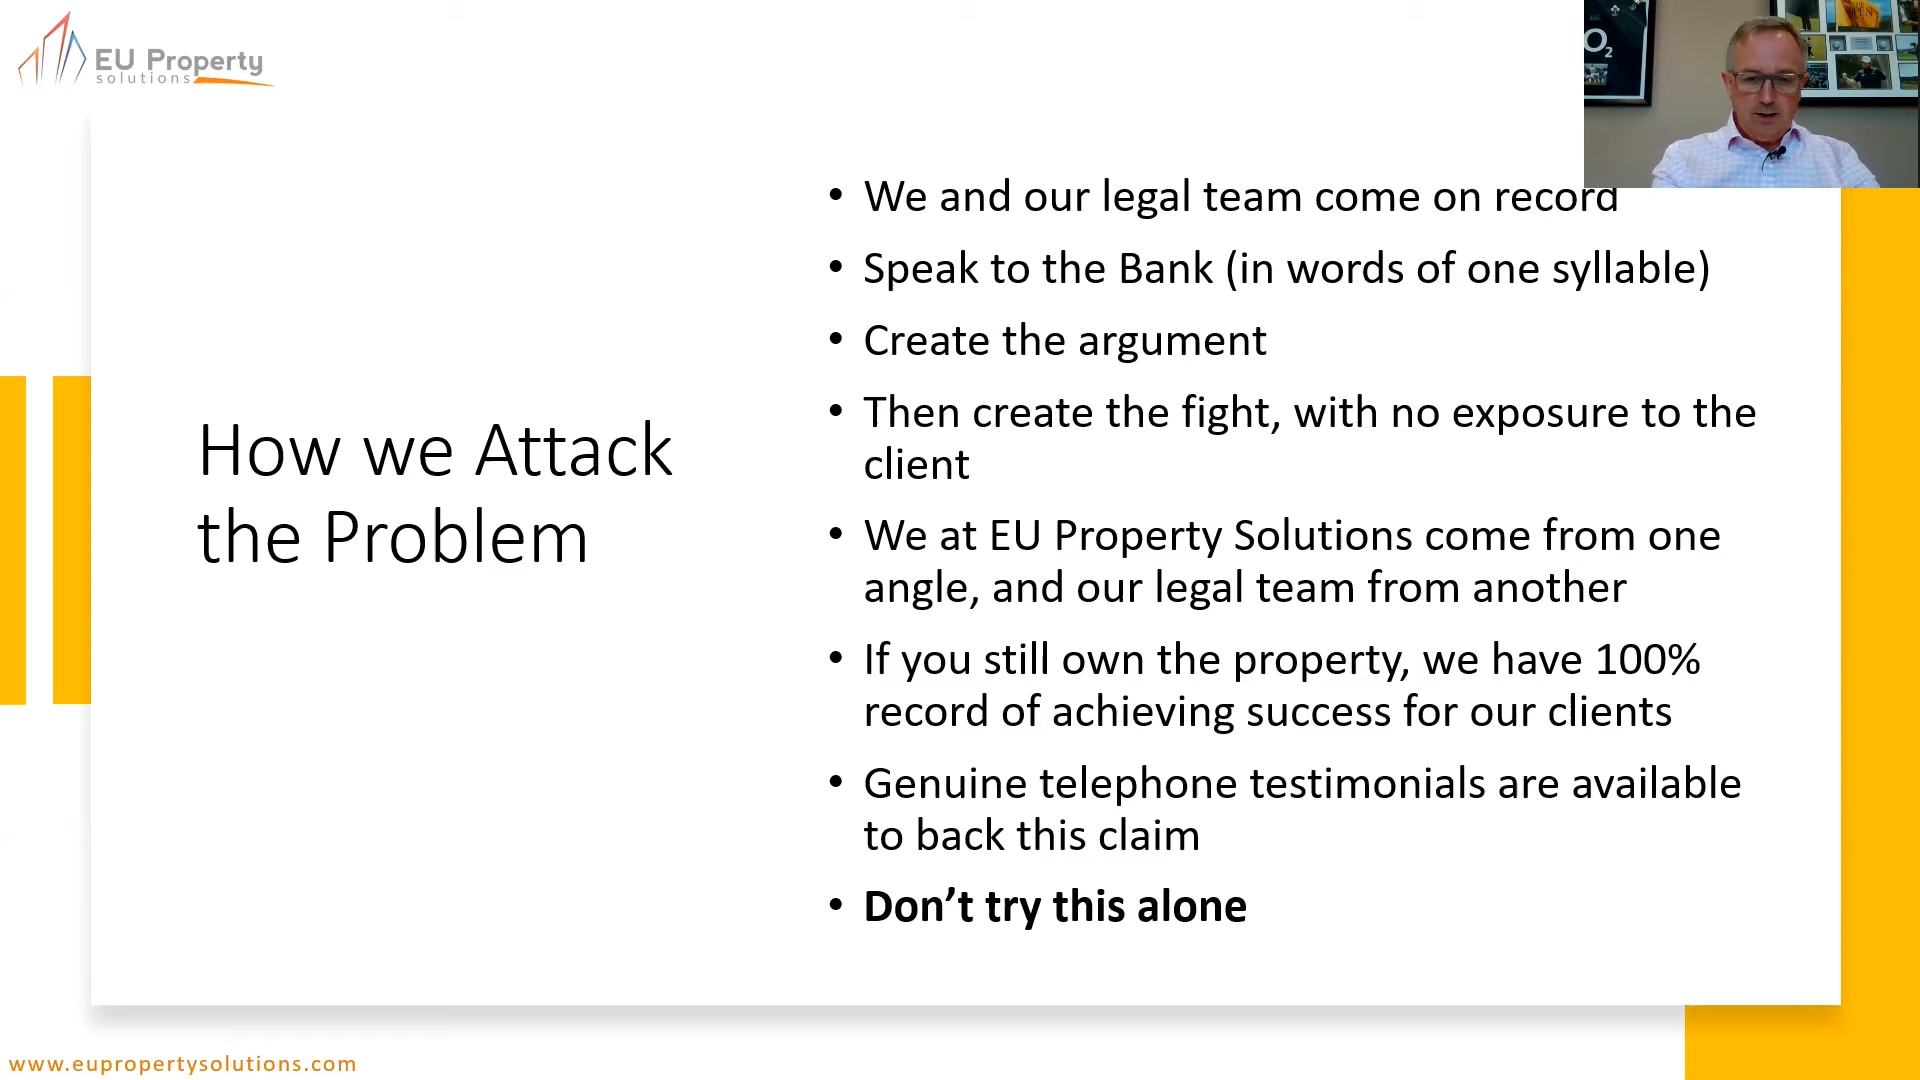 EU Property
solutions
OPEN
O2
We and our legal team come on record
• Speak to the Bank (in words of one syllable)
• Create the argument
• Then create the fight, with no exposure to the
client
• We at EU Property Solutions come from one
angle, and our legal team from another
• If you still own the property, we have 100%
record of achieving success for our clients
• Genuine telephone testimonials are available
to back this claim
• Don’t try this alone
How we Attack
the Problem
www.eupropertysolutions.com